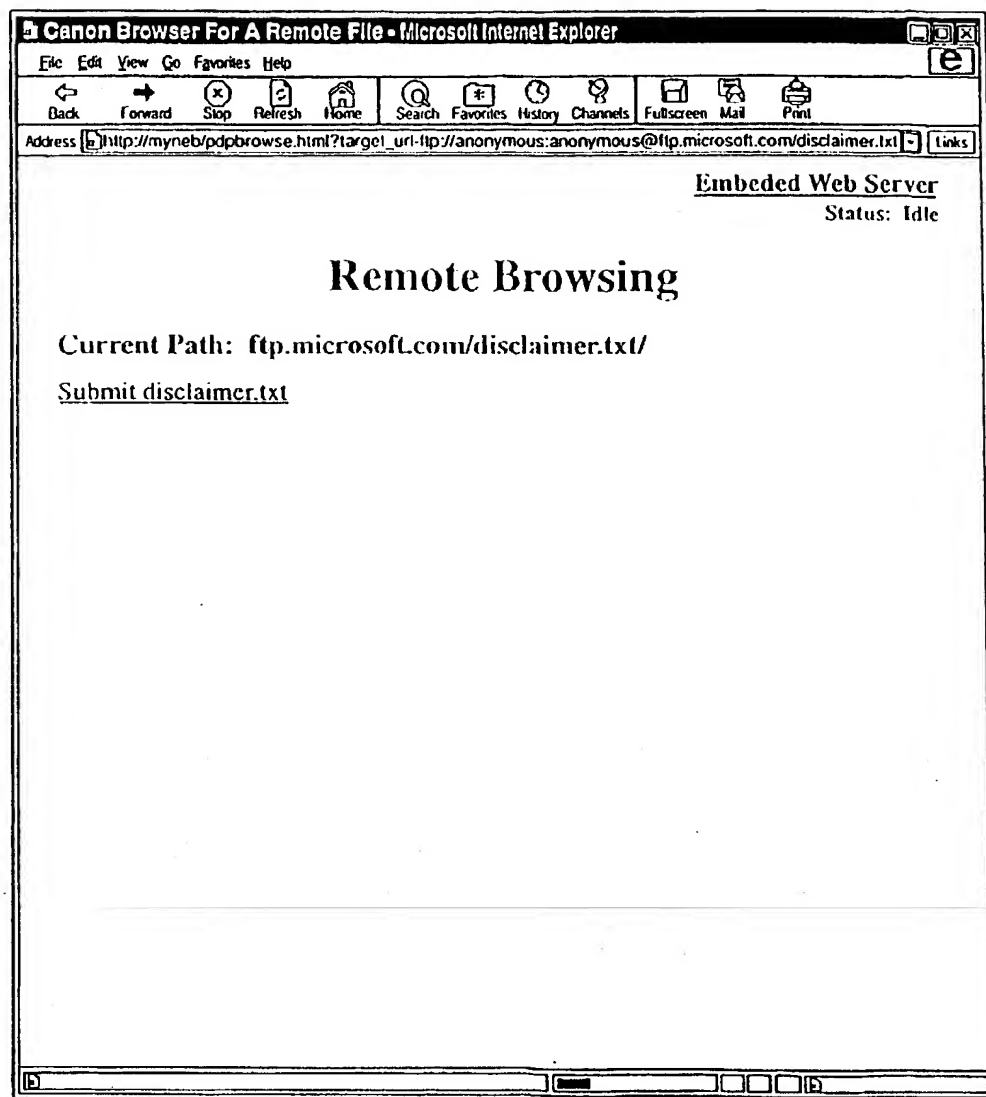 Canon Browser For A Remote File - Microsoft Internet Explorer
File Edit View Go Favorites Help
Back Forward Stop Refresh Home Search Favorites History Channels Fullscreen Mail Print
Address http://myneb/pdpbrowse.html?target_url-ftp://anonymous:anonymous@ftp.microsoft.com/disclaimer.txt Links
Embeded Web Server
Status: Idle
Remote Browsing
Current Path: ftp.microsoft.com/disclaimer.txt/
Submit disclaimer.txt